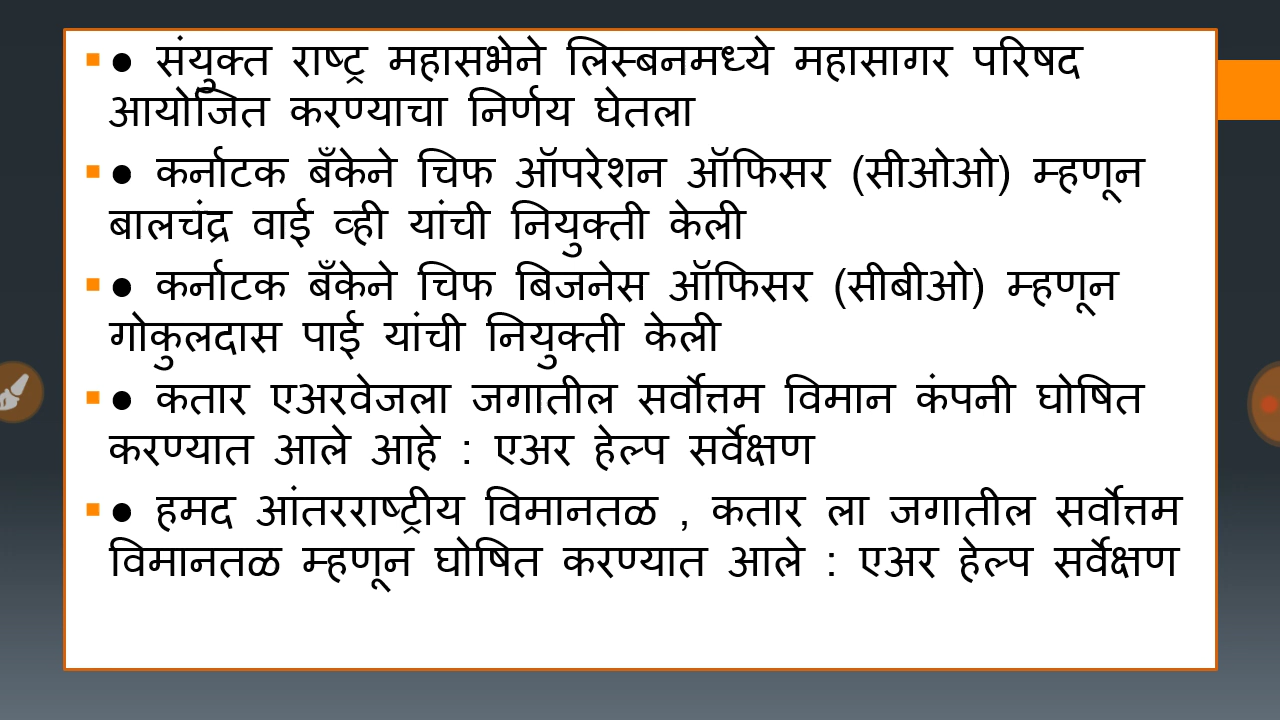 ● संयुक्त राष्ट्र महासभेने लिस्बनमध्ये महासागर परिषद
आयोजित करण्याचा निर्णय घेतला
● कर्नाटक बँकेने चिफ ऑपरेशन ऑफिसर (सीओओ) म्हणून
बालचंद्र वाई व्ही यांची नियुक्ती केली
● कर्नाटक बँकेने चिफ बिजनेस ऑफिसर (सीबीओ) म्हणून
गोकुलदास पाई यांची नियुक्ती केली
● कतार एअरवेजला जगातील सर्वोत्तम विमान कंपनी घोषित
करण्यात आले आहे : एअर हेल्प सर्वेक्षण
● हमद आंतरराष्ट्रीय विमानतळ , कतार ला जगातील सर्वोत्तम
विमानतळ म्हणून घोषित करण्यात आले : एअर हेल्प सर्वेक्षण